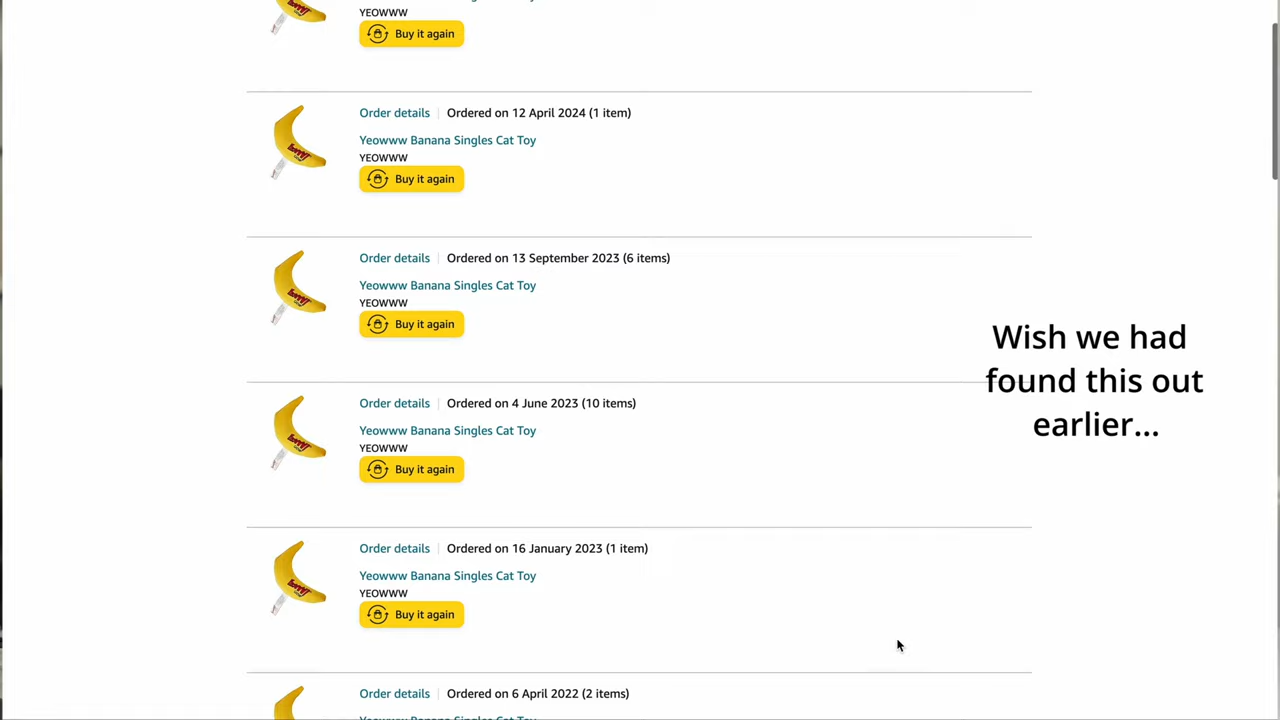 YEOWWW
Buy it again
Order details Ordered on 12 April 2024 (1 item)
Yeowww Banana Singles Cat Toy
YEOWWW
Buy it again
Order details Ordered on 13 September 2023 (6 items)
Yeowww Banana Singles Cat Toy
YEOWWW
Buy it again
Wish we had
found this out
earlier...
Order details Ordered on 4 June 2023 (10 items)
Yeowww Banana Singles Cat Toy
YEOWWW
Buy it again
Order details Ordered on 16 January 2023 (1 item)
Yeowww Banana Singles Cat Toy
YEOWWW
Buy it again
Order details Ordered on 6 April 2022 (2 items)